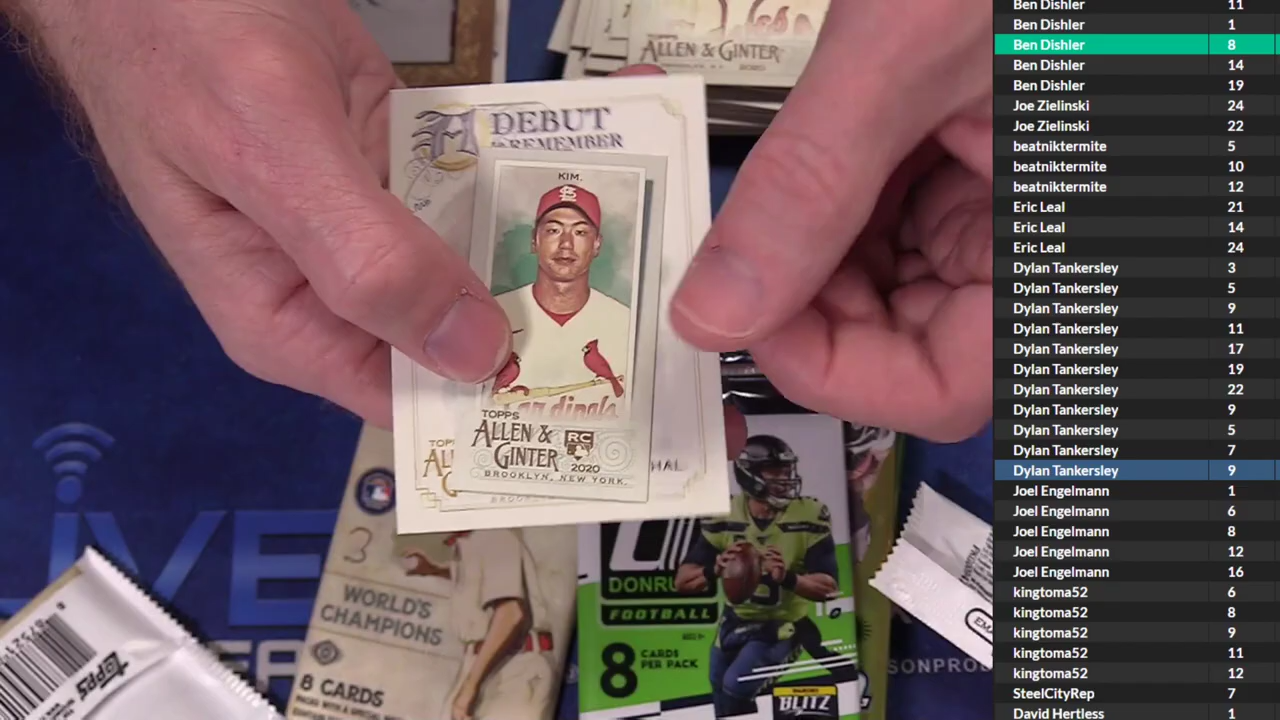 ALLEN & GINTER
2020
A DEBUT
TO REMEMBER
KIM.
Cardinals
TOPPS
ALLEN &
GINTER
RC
2020
BROOKLYN, NEW YORK.
WORLD'S
CHAMPIONS
8 CARDS
topps
DONRUSS
FOOTBALL
8 CARDS
PER PACK
PANINI
BLITZ
LIVE
Ben Dishler 11
Ben Dishler 1
Ben Dishler 8
Ben Dishler 14
Ben Dishler 19
Joe Zielinski 24
Joe Zielinski 22
beatniktermite 5
beatniktermite 10
beatniktermite 12
Eric Leal 21
Eric Leal 14
Eric Leal 24
Dylan Tankersley 3
Dylan Tankersley 5
Dylan Tankersley 9
Dylan Tankersley 11
Dylan Tankersley 17
Dylan Tankersley 19
Dylan Tankersley 22
Dylan Tankersley 9
Dylan Tankersley 5
Dylan Tankersley 7
Dylan Tankersley 9
Joel Engelmann 1
Joel Engelmann 6
Joel Engelmann 8
Joel Engelmann 12
Joel Engelmann 16
kingtoma52 6
kingtoma52 8
kingtoma52 9
kingtoma52 11
kingtoma52 12
SteelCityRep 7
David Hertless 1